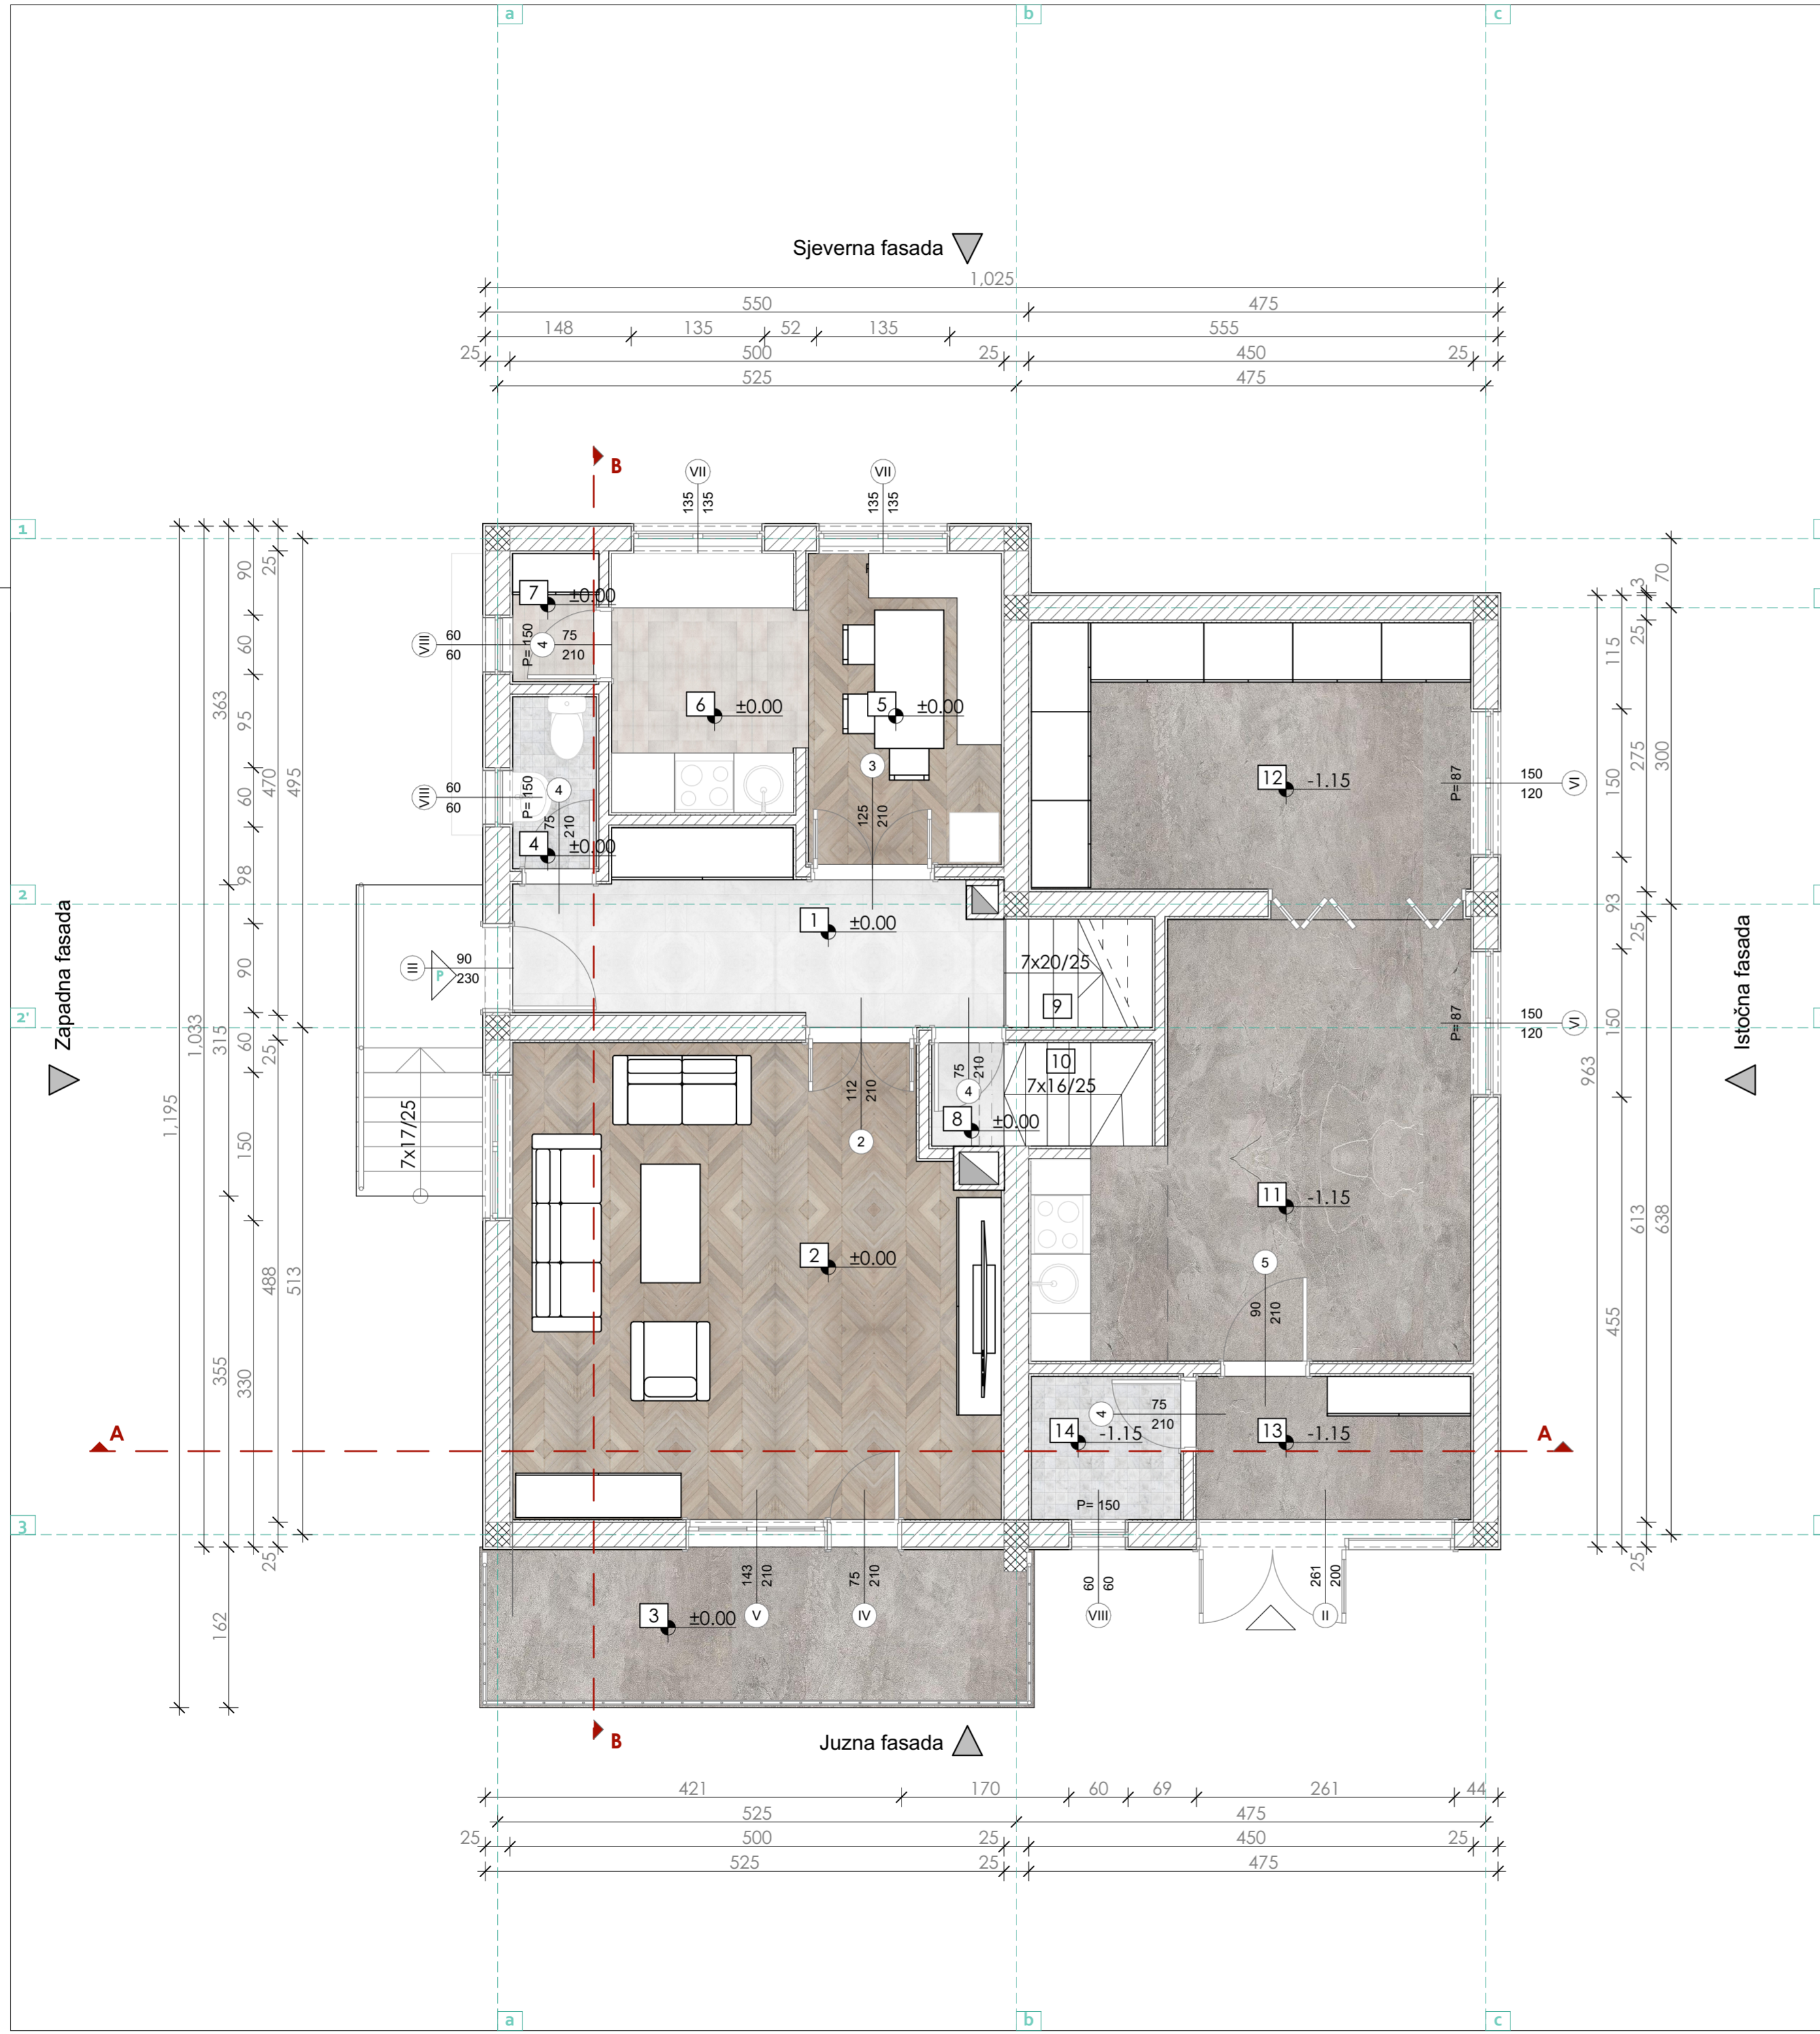 a b c
Sjeverna fasada
1,025
550 475
148 135 52 135 555
25 500 25 450 25
525 475
B
VII VII
135 135 135 135
1
90 25
3 70
7 ±0.00
VIII 60 60 P= 150 4 75 210
60
115 25
363
6 ±0.00
5 ±0.00
95
470 495
275 300
3
12 -1.15
P=87 150 120 VI
150
VIII 60 60 P= 150 4
60
75 210
125 210
4 ±0.00
98
2
93
25
1 ±0.00
Zapadna fasada
Istočna fasada
III 90 230 P
90
7x20/25
9
2'
1,033 315 60 25
P=87 150 120 VI
150
963
10
75 210
7x16/25
112 210
4
8 ±0.00
2
1,195
7x17/25
150
11 -1.15
613 638
2 ±0.00
488 513
5
90 210
455
355 330
A A
4 75 210
14 -1.15
13 -1.15
P= 150
3
25
25
143 210 75 210 60 60 261 200
3 ±0.00 V IV VIII II
162
B
Juzna fasada
421 170 60 69 261 44
525 475
25 500 25 450 25
525 25 475
a b c